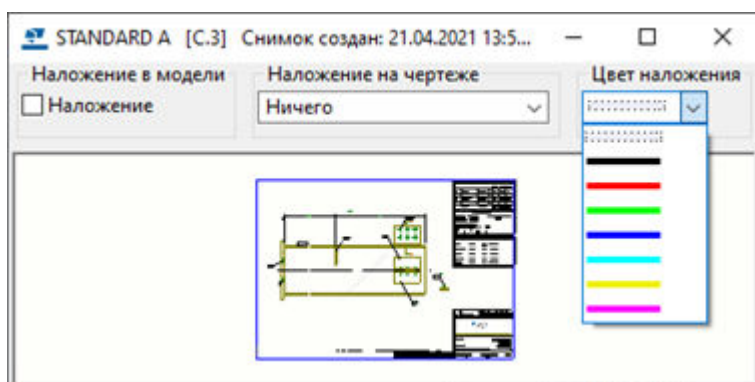 STANDARD A [C.3] Снимок создан: 21.04.2021 13:5...
Наложение в модели
Наложение на чертеже
Цвет наложения
Наложение
Ничего